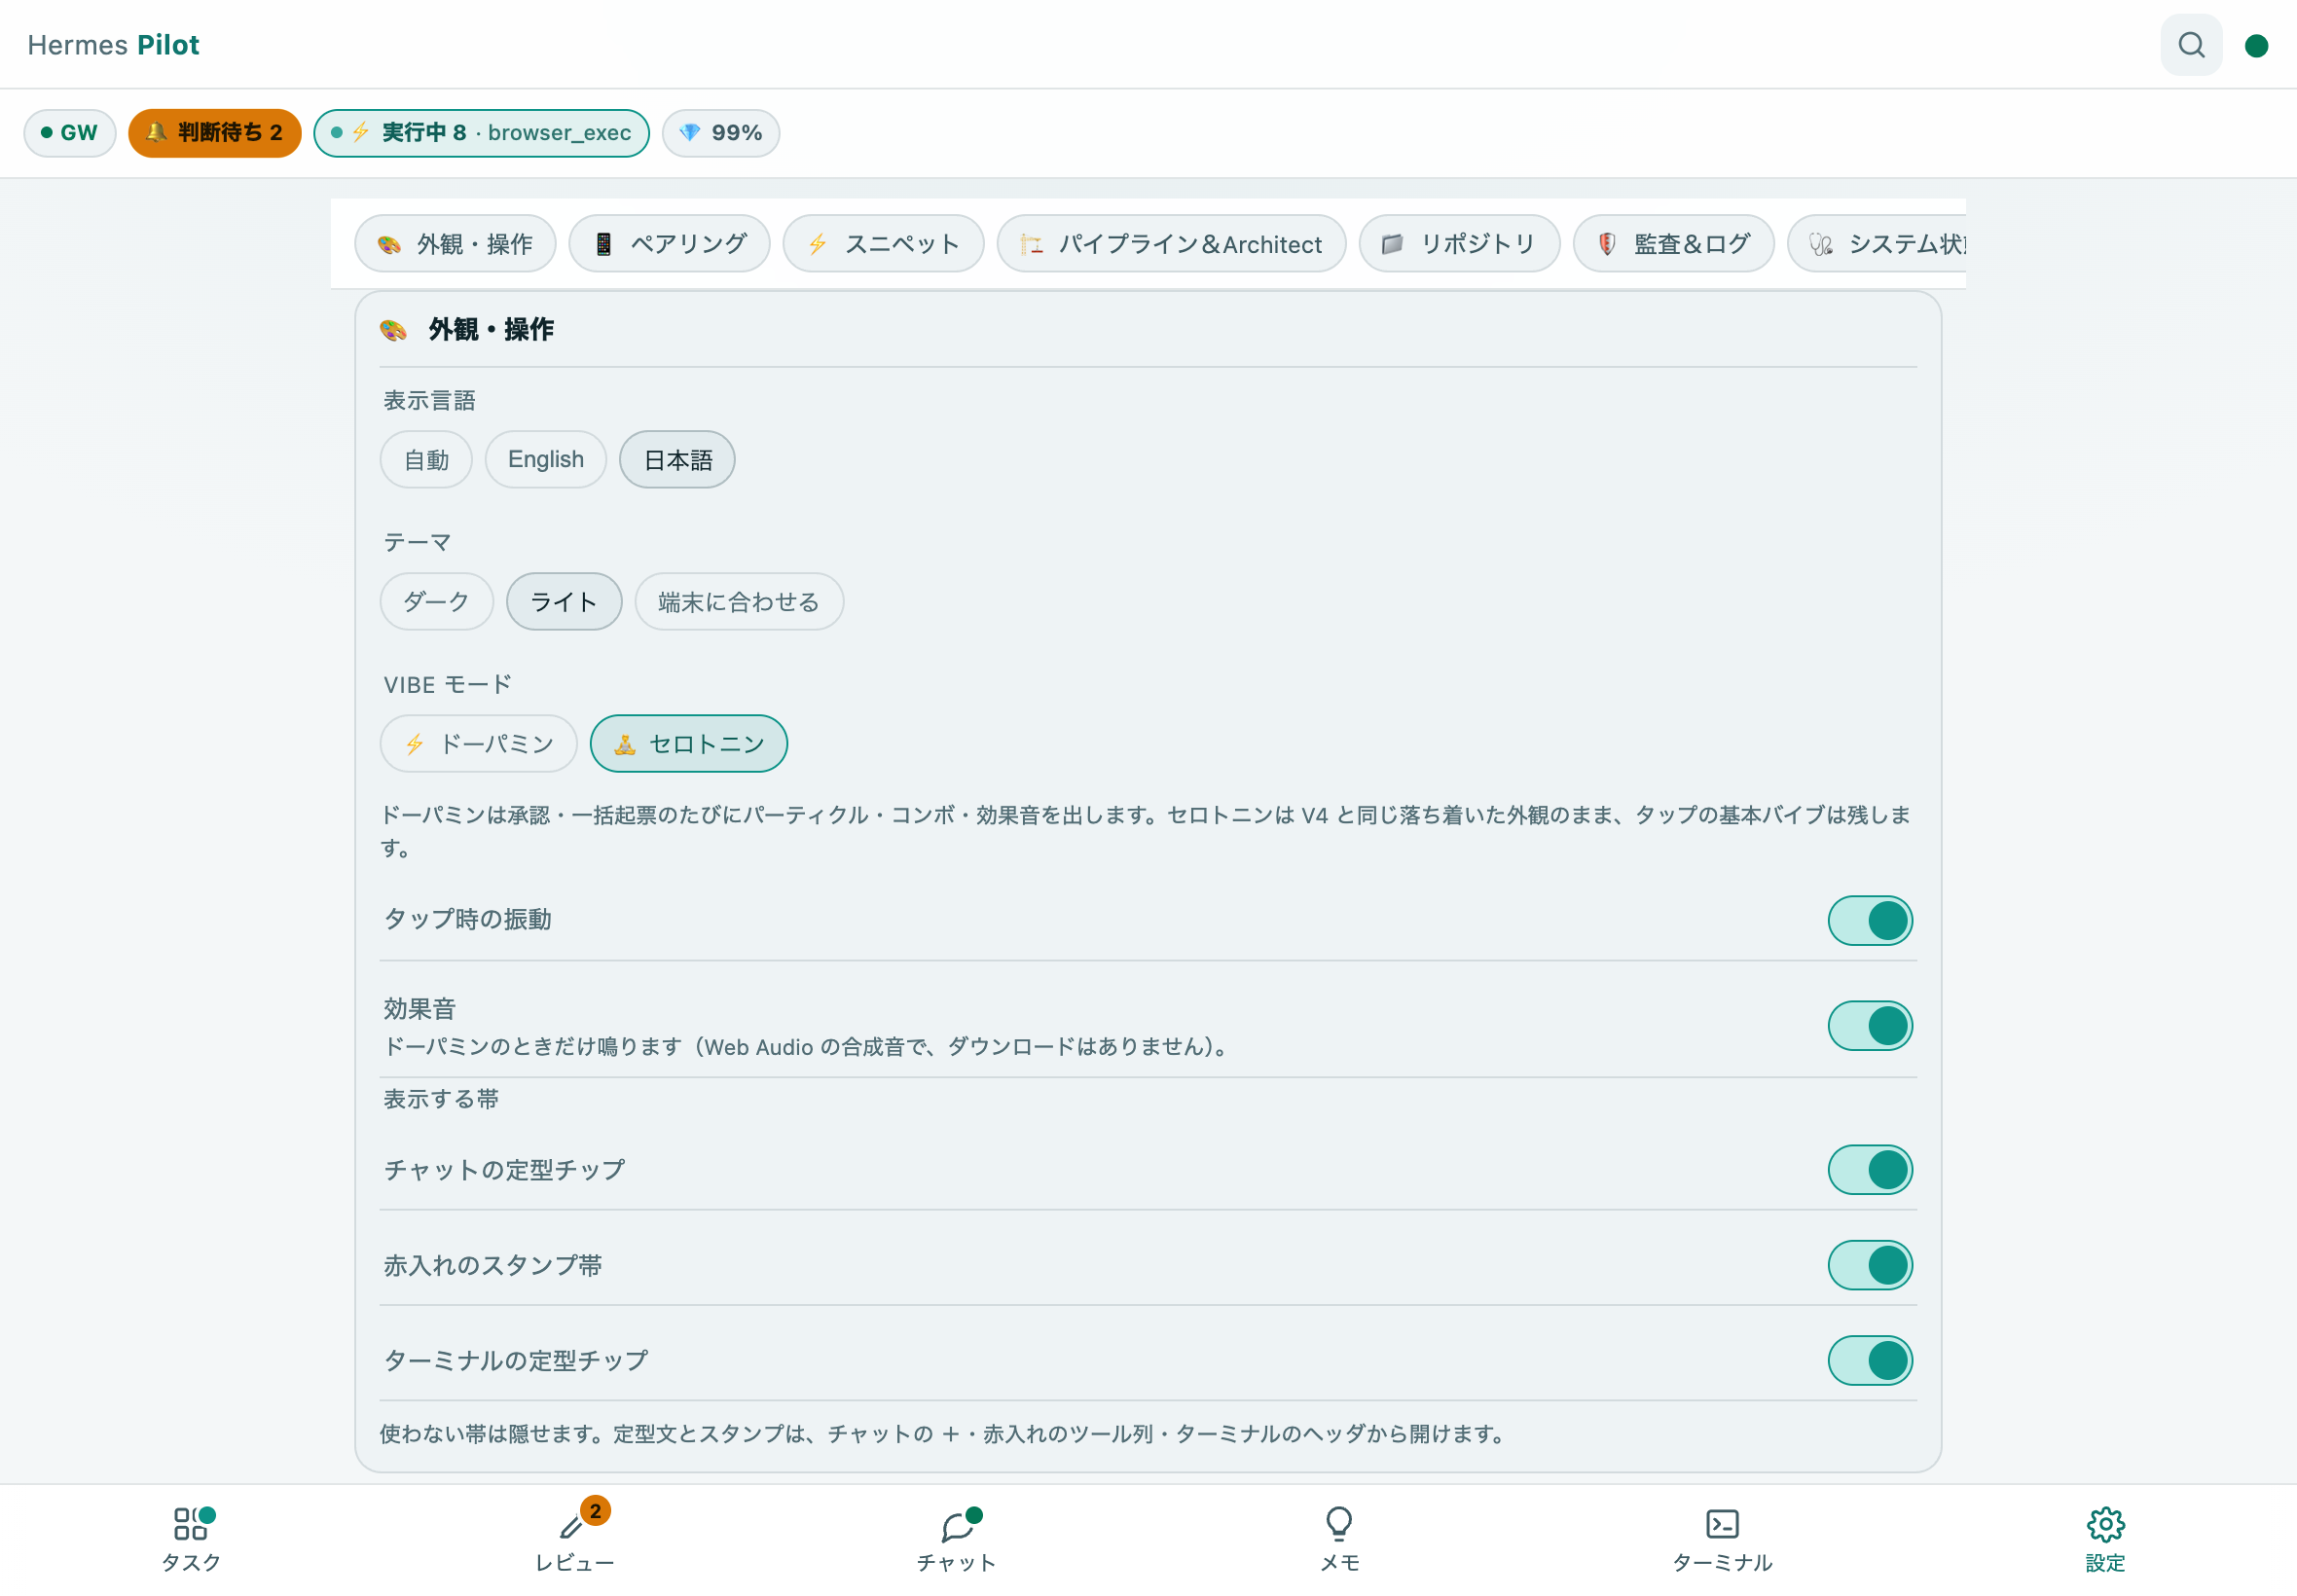 Hermes Pilot
GW
判断待ち 2
実行中 8 · browser_exec
99%
外観・操作
ペアリング
スニペット
パイプライン＆Architect
リポジトリ
監査＆ログ
システム状
外観・操作
表示言語
自動
English
日本語
テーマ
ダーク
ライト
端末に合わせる
VIBE モード
ドーパミン
セロトニン
ドーパミンは承認・一括起票のたびにパーティクル・コンボ・効果音を出します。セロトニンは V4 と同じ落ち着いた外観のまま、タップの基本バイブは残しま
す。
タップ時の振動
効果音
ドーパミンのときだけ鳴ります（Web Audio の合成音で、ダウンロードはありません）。
表示する帯
チャットの定型チップ
赤入れのスタンプ帯
ターミナルの定型チップ
使わない帯は隠せます。定型文とスタンプは、チャットの ＋・赤入れのツール列・ターミナルのヘッダから開けます。
タスク
2
レビュー
チャット
メモ
ターミナル
設定